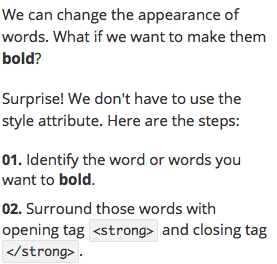 We can change the appearance of
words. What if we want to make them
bold?
Surprise! We don't have to use the
style attribute. Here are the steps:
01. Identify the word or words you
want to bold.
02. Surround those words with
opening tag <strong> and closing tag
</strong>.